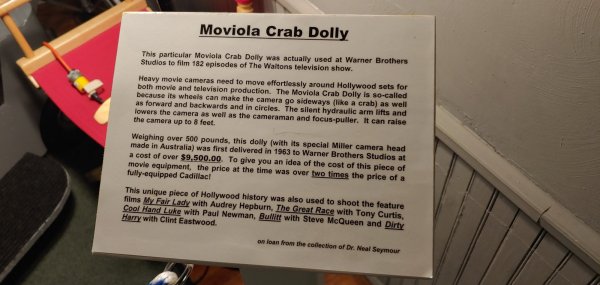 Moviola Crab Dolly
This particular Moviola Crab Dolly was actually used at Warner Brothers
Studios to film 182 episodes of The Waltons television show.
Heavy movie cameras need to move effortlessly around Hollywood sets for
both movie and television production. The Moviola Crab Dolly is so-called
because its wheels can make the camera go sideways (like a crab) as well
as forward and backwards and in circles. The silent hydraulic arm lifts and
lowers the camera as well as the cameraman and focus-puller. It can raise
the camera up to 8 feet.
Weighing over 500 pounds, this dolly (with its special Miller camera head
made in Australia) was first delivered in 1963 to Warner Brothers Studios at
a cost of over $9,500.00. To give you an idea of the cost of this piece of
movie equipment, the price at the time was over two times the price of a
fully-equipped Cadillac!
This unique piece of Hollywood history was also used to shoot the feature
films My Fair Lady with Audrey Hepburn, The Great Race with Tony Curtis,
Cool Hand Luke with Paul Newman, Bullitt with Steve McQueen and Dirty
Harry with Clint Eastwood.
on loan from the collection of Dr. Neal Seymour